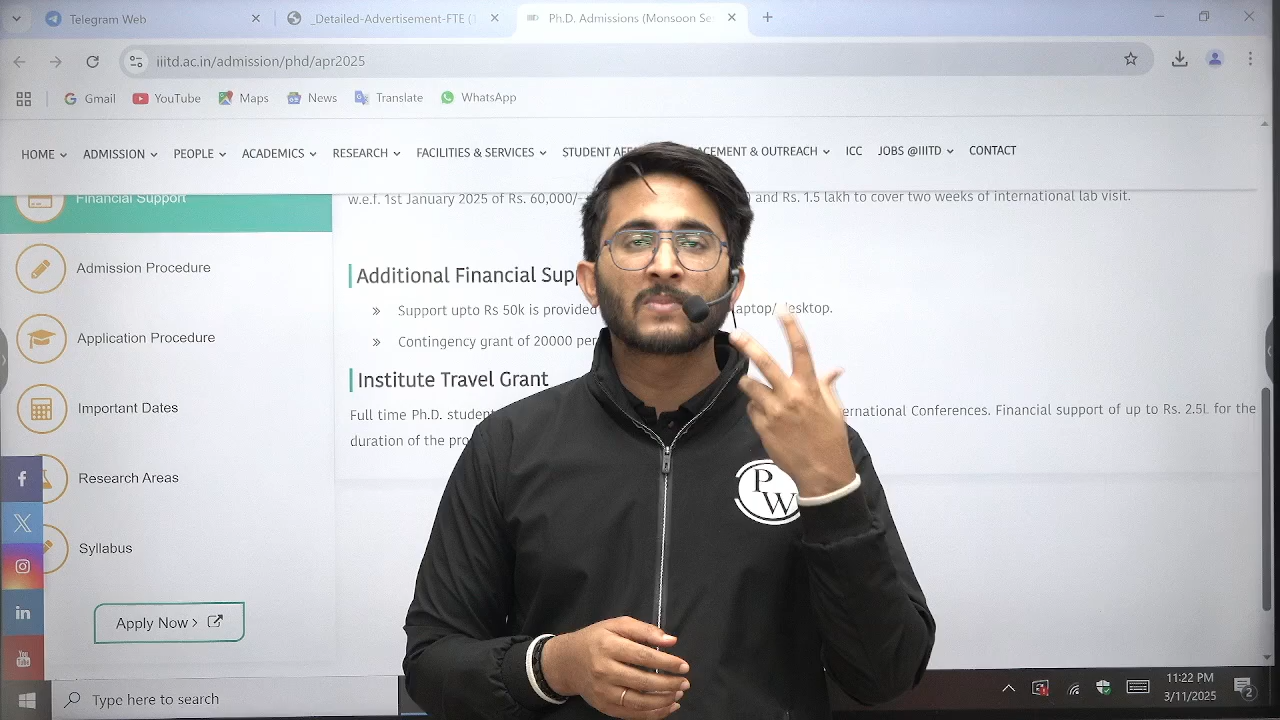 Telegram Web
_Detailed-Advertisement-FTE (1
Ph.D. Admissions (Monsoon Se
iiitd.ac.in/admission/phd/apr2025
Gmail YouTube Maps News Translate WhatsApp
HOME ADMISSION PEOPLE ACADEMICS RESEARCH FACILITIES & SERVICES STUDENT ACEMENT & OUTREACH ICC JOBS @IIITD CONTACT
Financial Support
w.e.f. 1st January 2025 of Rs. 60,000/- and Rs. 1.5 lakh to cover two weeks of international lab visit.
Admission Procedure
Additional Financial Supp
Support upto Rs 50k is provided laptop/desktop.
Application Procedure
Contingency grant of 20000 per
Institute Travel Grant
Important Dates
Full time Ph.D. student ernational Conferences. Financial support of up to Rs. 2.5L for the
duration of the pro
Research Areas
Syllabus
Apply Now >
PW
Type here to search
11:22 PM
3/11/2025
2